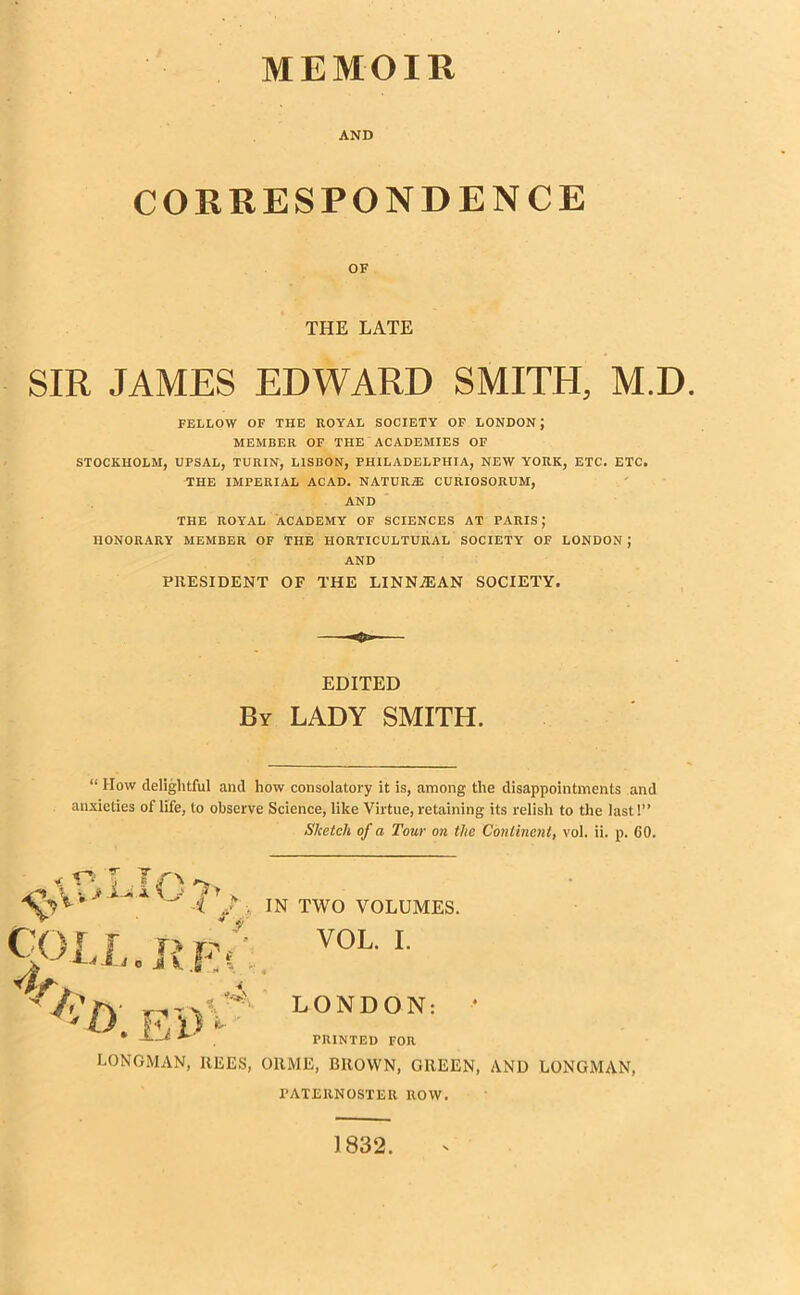 MEMOIR
AND
CORRESPONDENCE
OF
THE LATE
SIR JAMES EDWARD SMITH, M.D.
FELLOW OF THE ROYAL SOCIETY OF LONDON;
MEMBER OF THE ACADEMIES OF
STOCKHOLM, UPSAL, TURIN, LISBON, PHILADELPHIA, NEW YORK, ETC. ETC.
THE IMPERIAL ACAD. NATURÆ CURIOSORUM,
AND
THE ROYAL ACADEMY OF SCIENCES AT PARIS;
HONORARY MEMBER OF THE HORTICULTURAL SOCIETY OF LONDON;
AND
PRESIDENT OF THE LINNÆAN SOCIETY.
EDITED
BY LADY SMITH.
“ How delightful and how consolatory it is, among the disappointments and
anxieties of life, to observe Science, like Virtue, retaining its relish to the last!”
Sketch of a Tour on the Continent, vol. ii. p. 60.
IN TWO VOLUMES.
VOL. I.
BIBLIOT.
COLL. REG.
MED. ED.
LONDON:
PRINTED FOR
LONGMAN, REES, ORME, BROWN, GREEN, AND LONGMAN,
PATERNOSTER ROW.
1832.